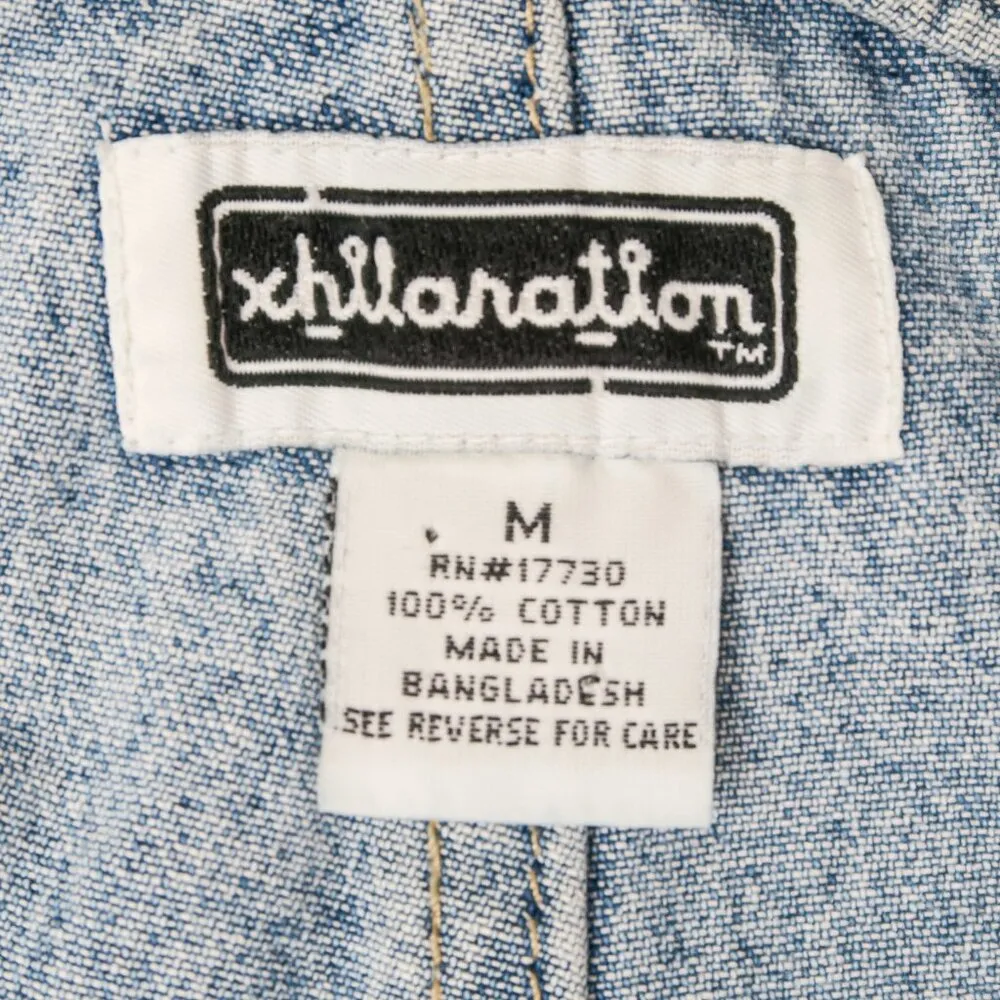 xhilaration
TM
M
RN#17730
100% COTTON
MADE IN
BANGLADESH
SEE REVERSE FOR CARE